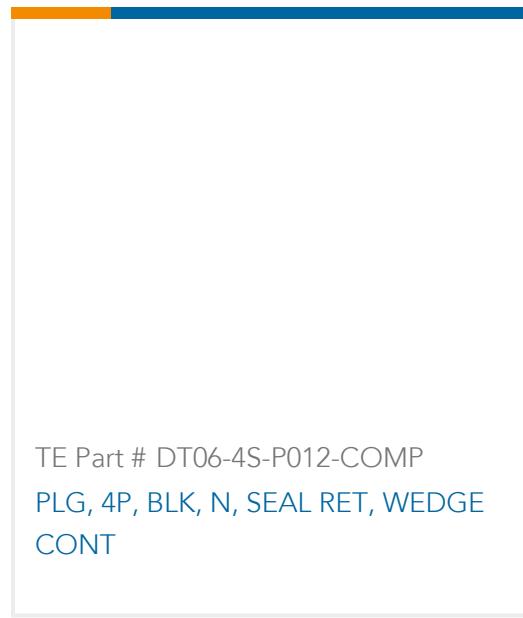 TE Part # DT06-4S-P012-COMP
PLG, 4P, BLK, N, SEAL RET, WEDGE
CONT